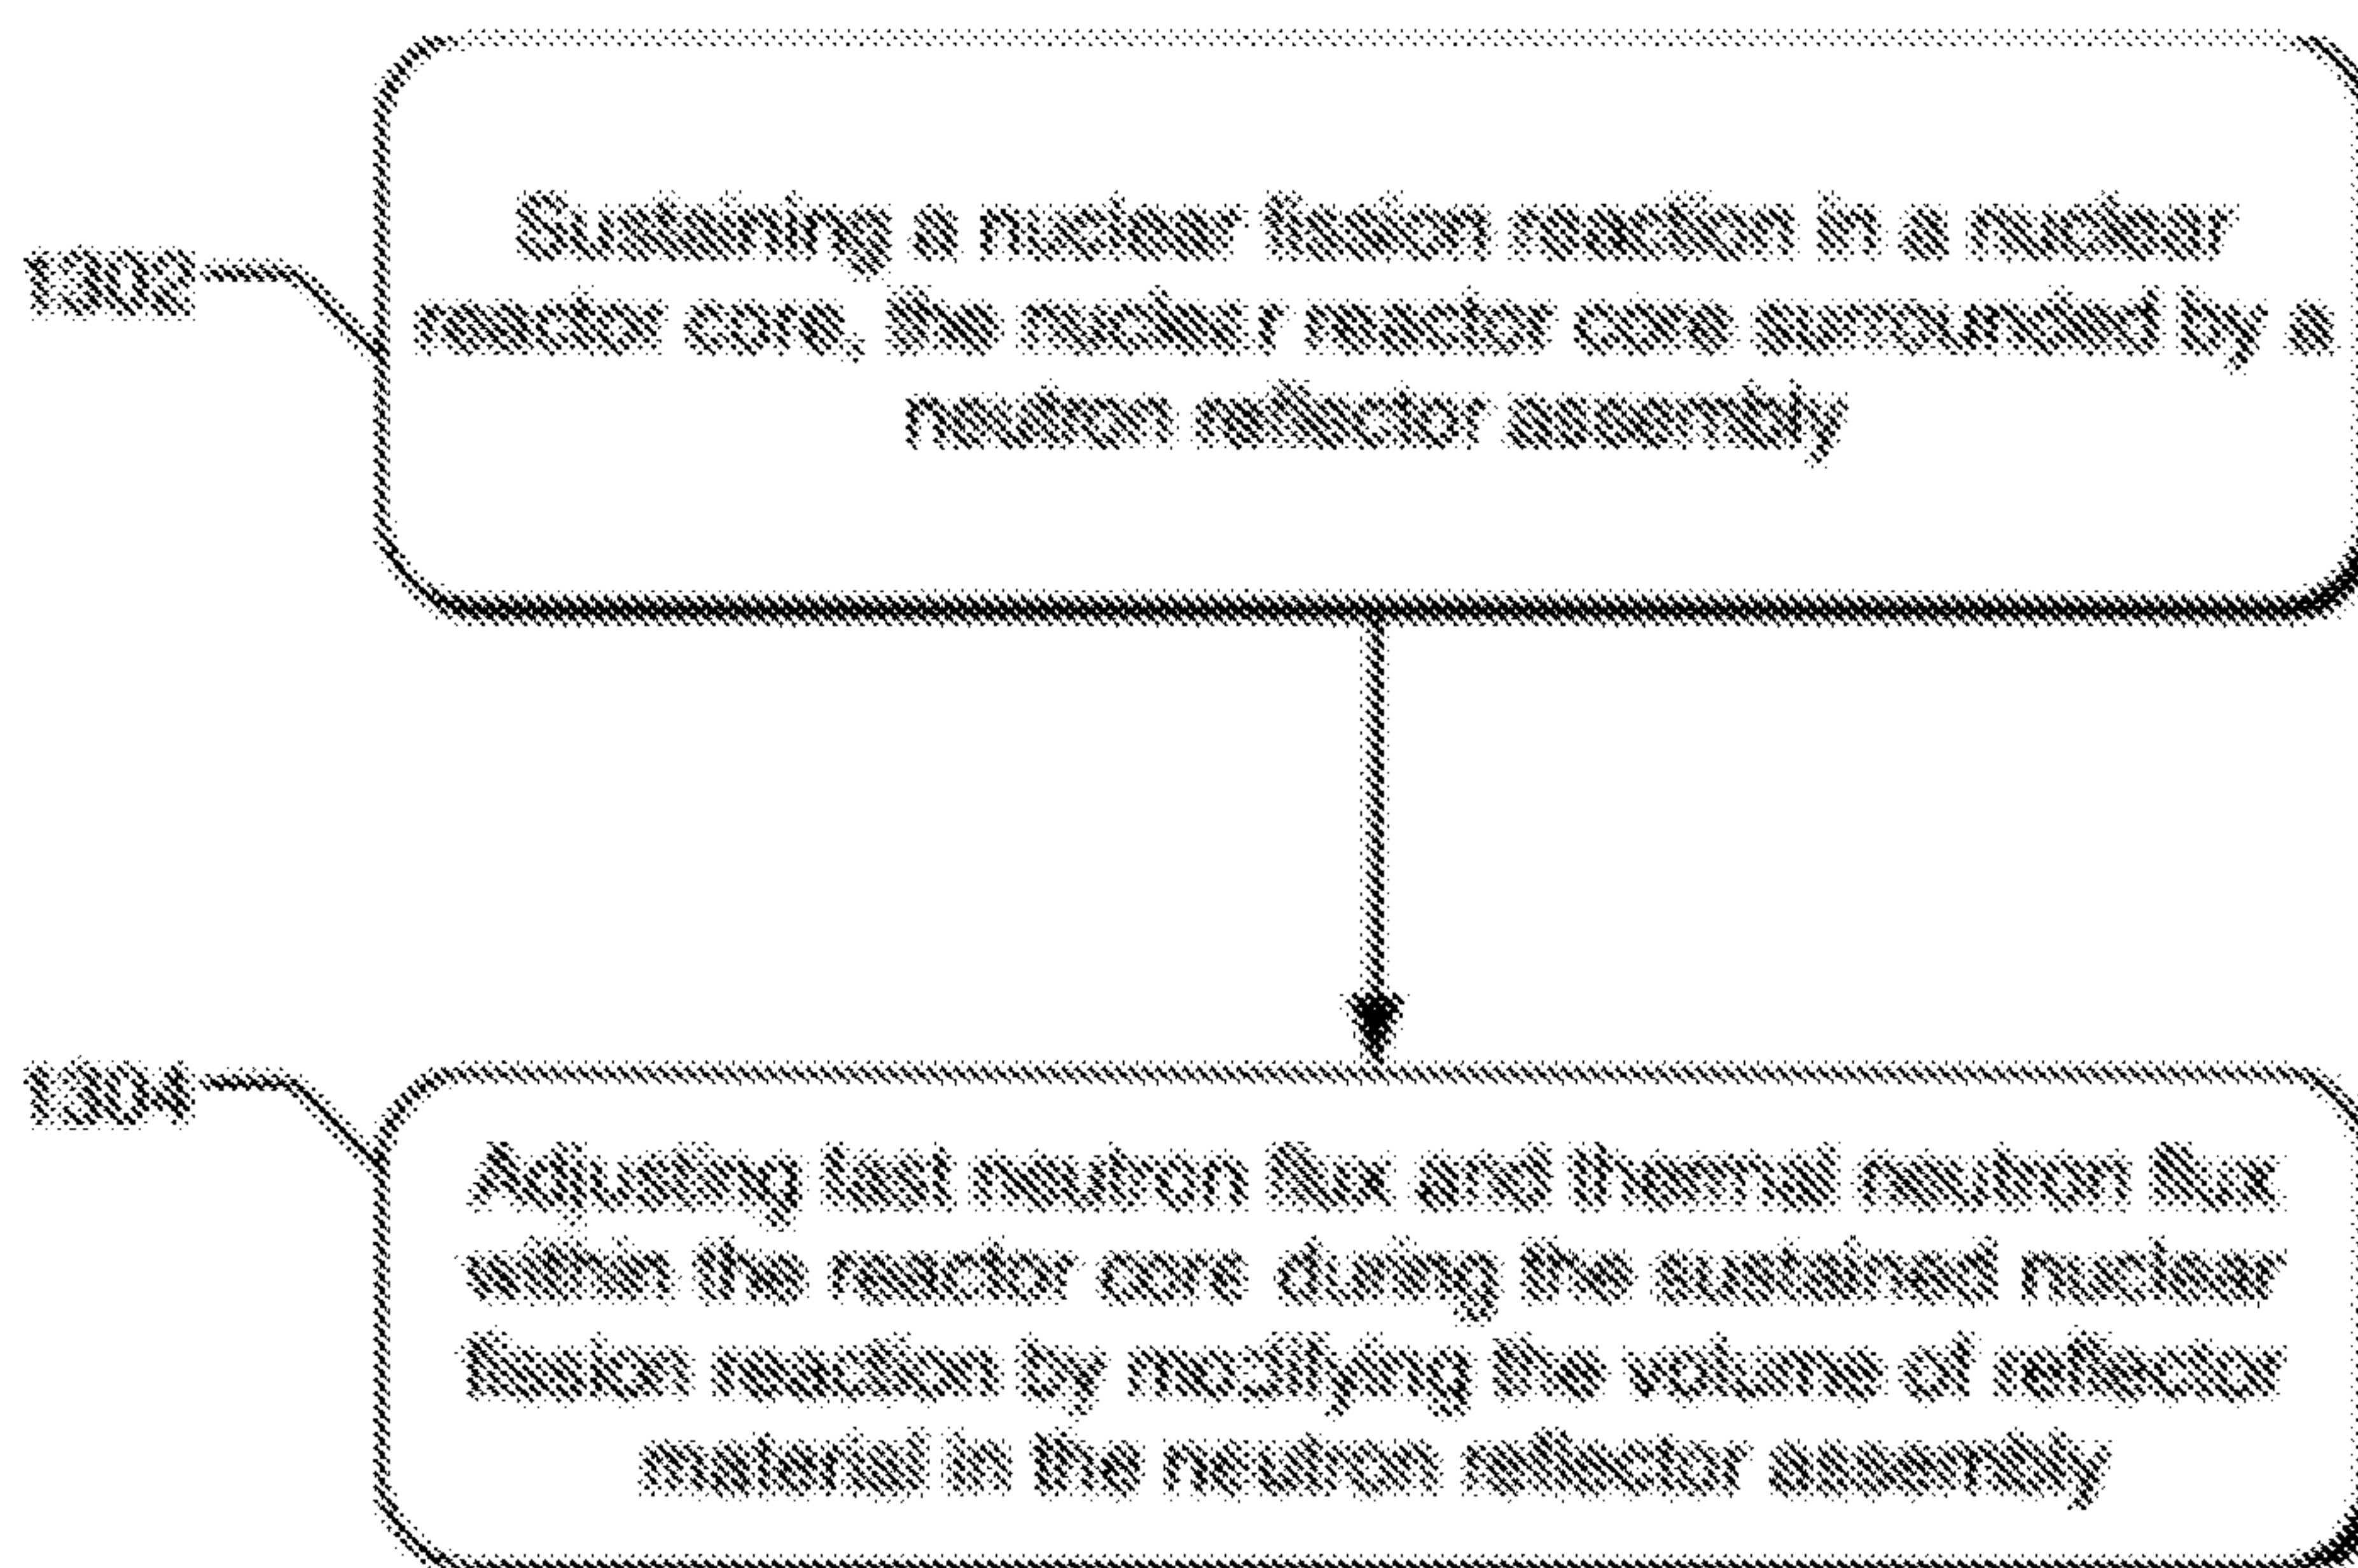 1302
Sustaining a nuclear fission reaction in a nuclear
reactor core, the nuclear reactor core surrounded by a
neutron reflector assembly
1304
Adjusting fast neutron flux and thermal neutron flux
within the reactor core during the sustained nuclear
fission reaction by modifying the volume of reflector
material in the neutron reflector assembly